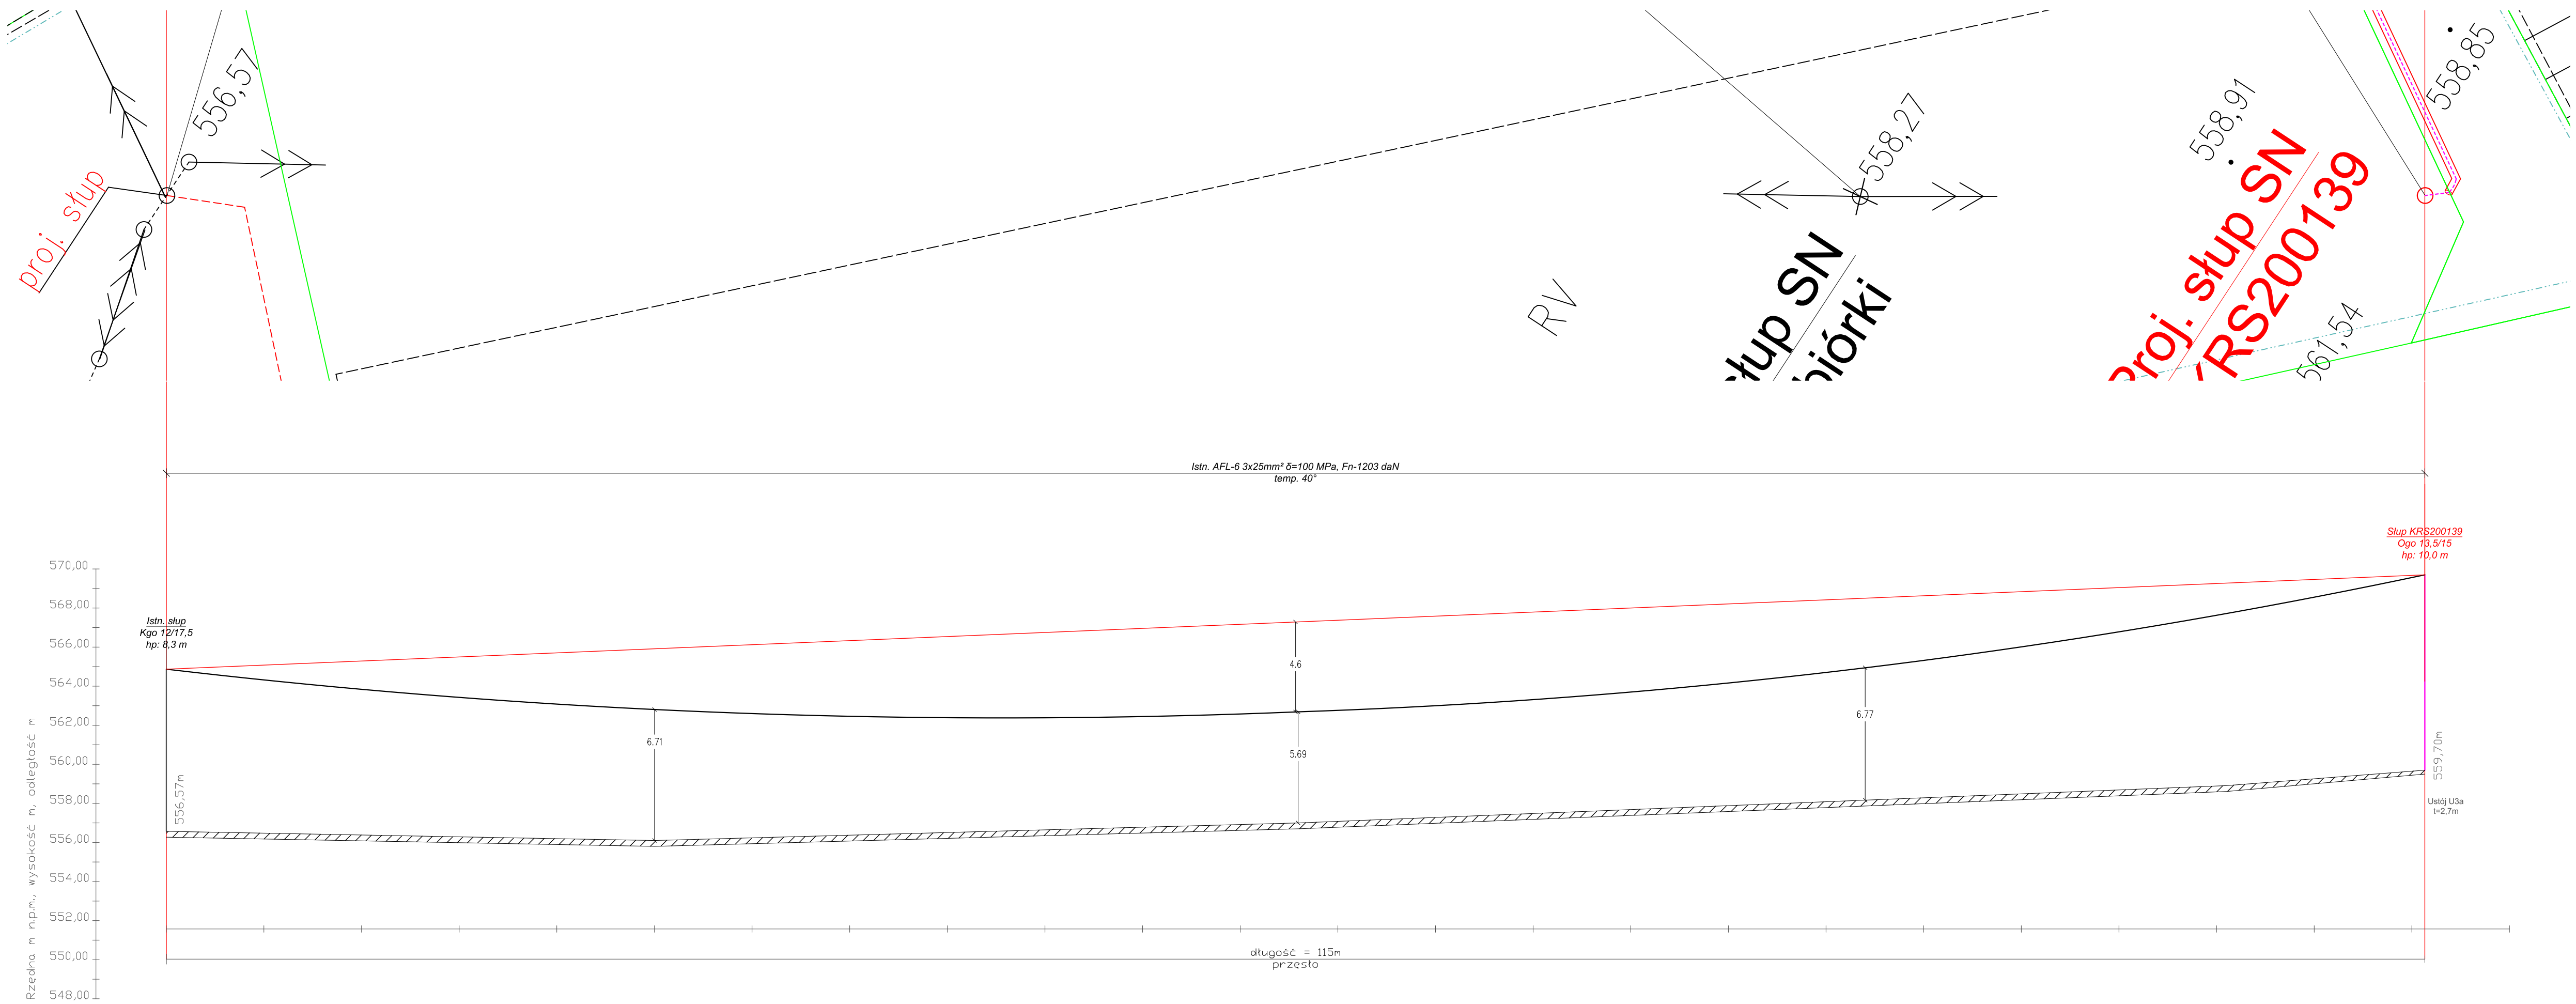 556,57
proj. słup
558,27
558,91
558,85
Proj. słup SN
KRS200139
słup SN
biórki
RV
561,54
Istn. AFL-6 3x25mm² δ=100 MPa, Fn-1203 daN
temp. 40°
Słup KRS200139
Ogo 13,5/15
hp: 10,0 m
Istn. słup
Kgo 12/17,5
hp: 8,3 m
570,00
568,00
566,00
564,00
562,00
560,00
558,00
556,00
554,00
552,00
550,00
548,00
Rzędna m n.p.m., wysokość m, odległość m
556,57m
4.6
6.71
5.69
6.77
559,70m
Ustój U3a
t=2,7m
długość = 115m
przęsło